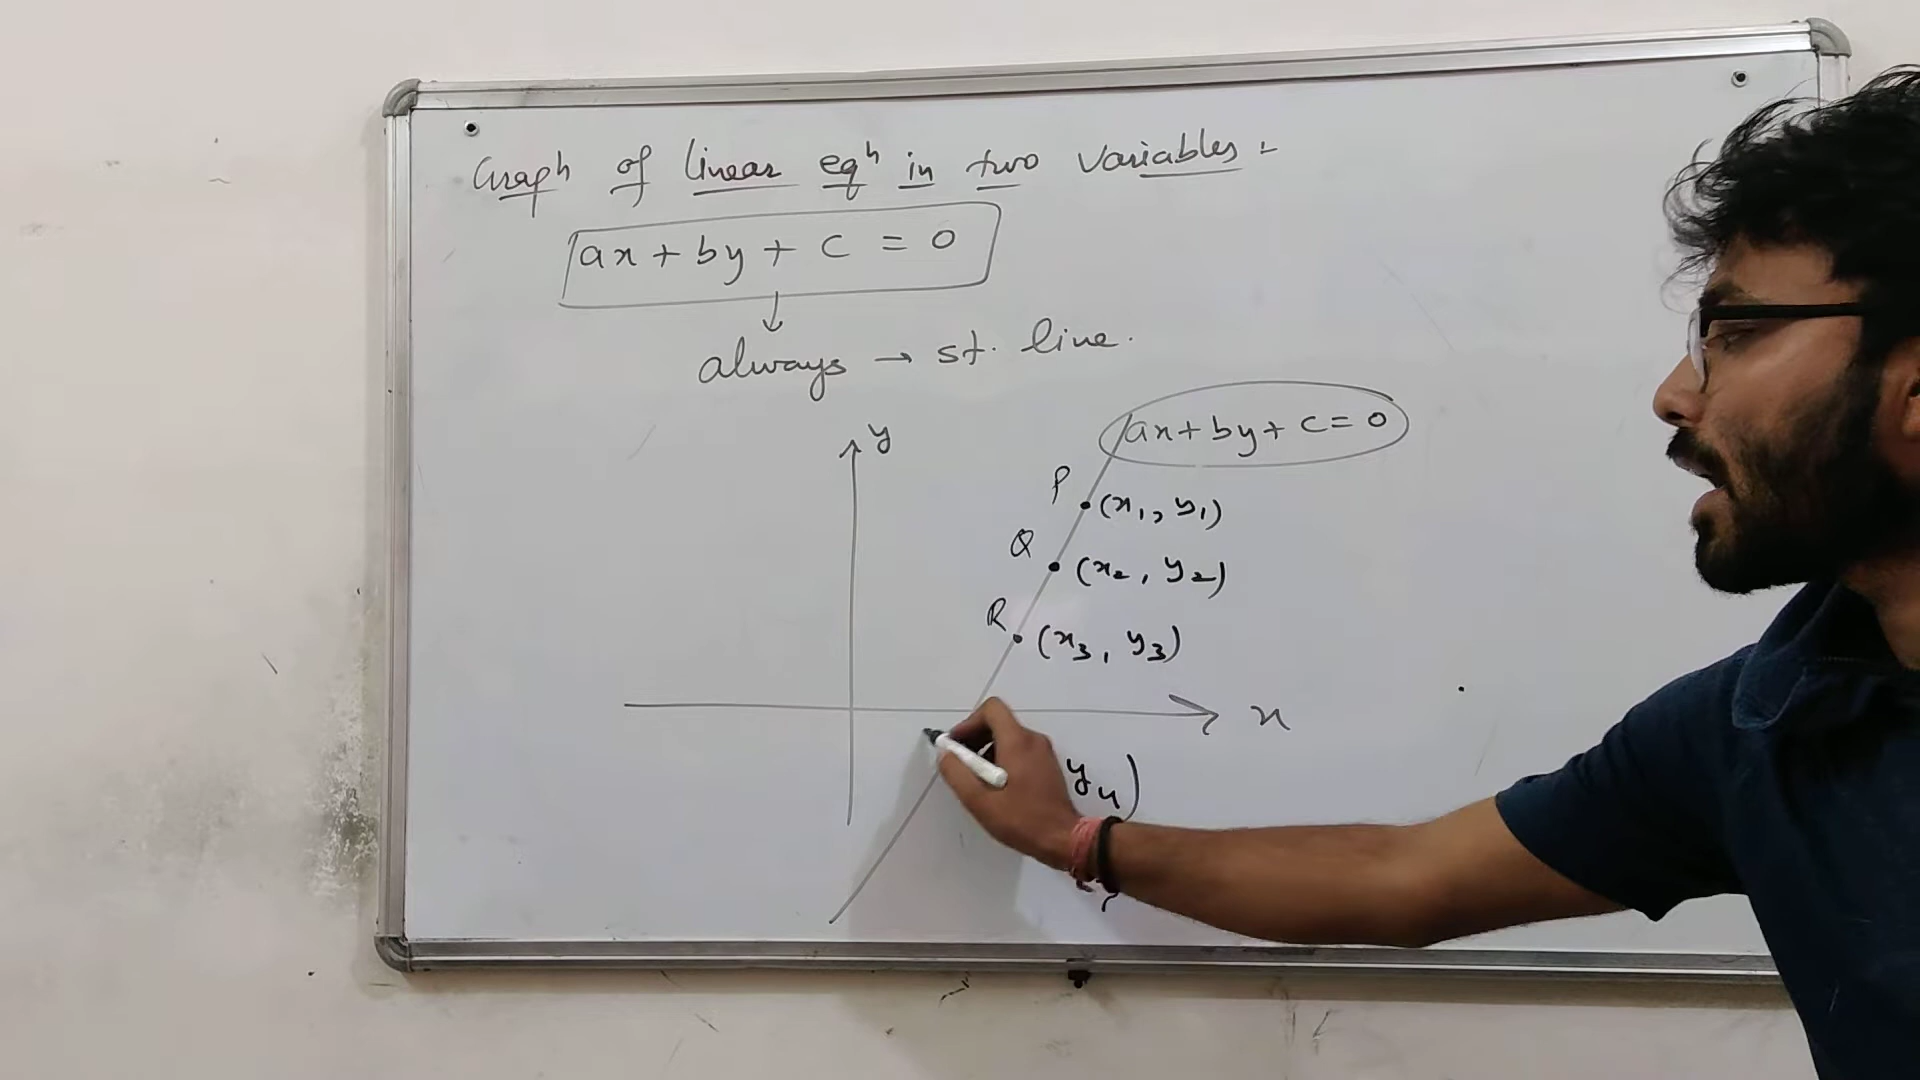 Graph of linear eqn in two variables :-
ax + by + c = 0
always → st. line.
y
ax + by + c = 0
P
(x1, y1)
Q
(x2, y2)
R
(x3, y3)
x
y4)